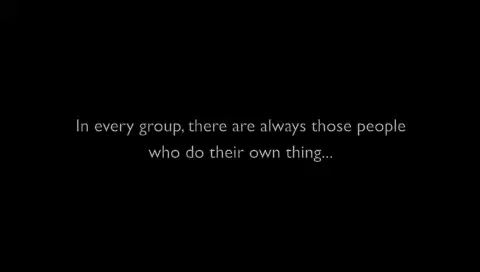 In every group, there are always those people
who do their own thing...